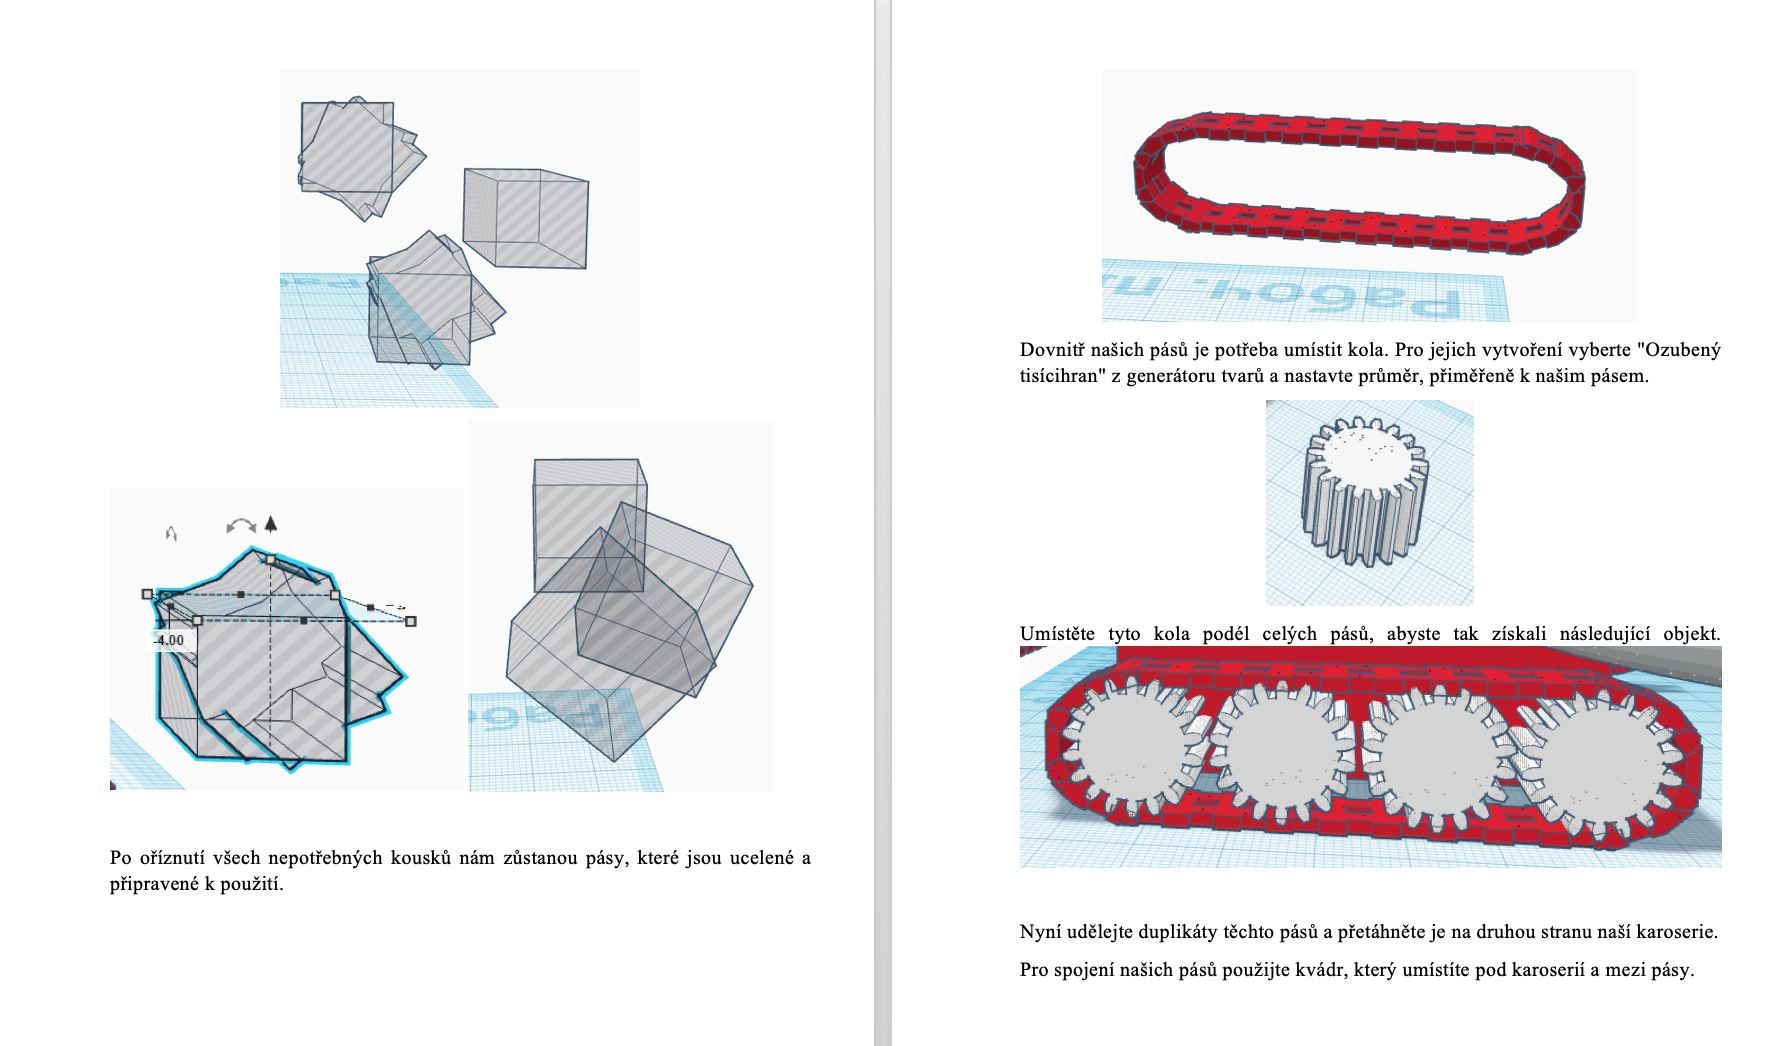 -4.00
Po oříznutí všech nepotřebných kousků nám zůstanou pásy, které jsou ucelené a
připravené k použití.
Dovnitř našich pásů je potřeba umístit kola. Pro jejich vytvoření vyberte "Ozubený
tisícihran" z generátoru tvarů a nastavte průměr, přiměřeně k našim pásem.
Umístěte tyto kola podél celých pásů, abyste tak získali následující objekt.
Nyní udělejte duplikáty těchto pásů a přetáhněte je na druhou stranu naší karoserie.
Pro spojení našich pásů použijte kvádr, který umístíte pod karoserií a mezi pásy.